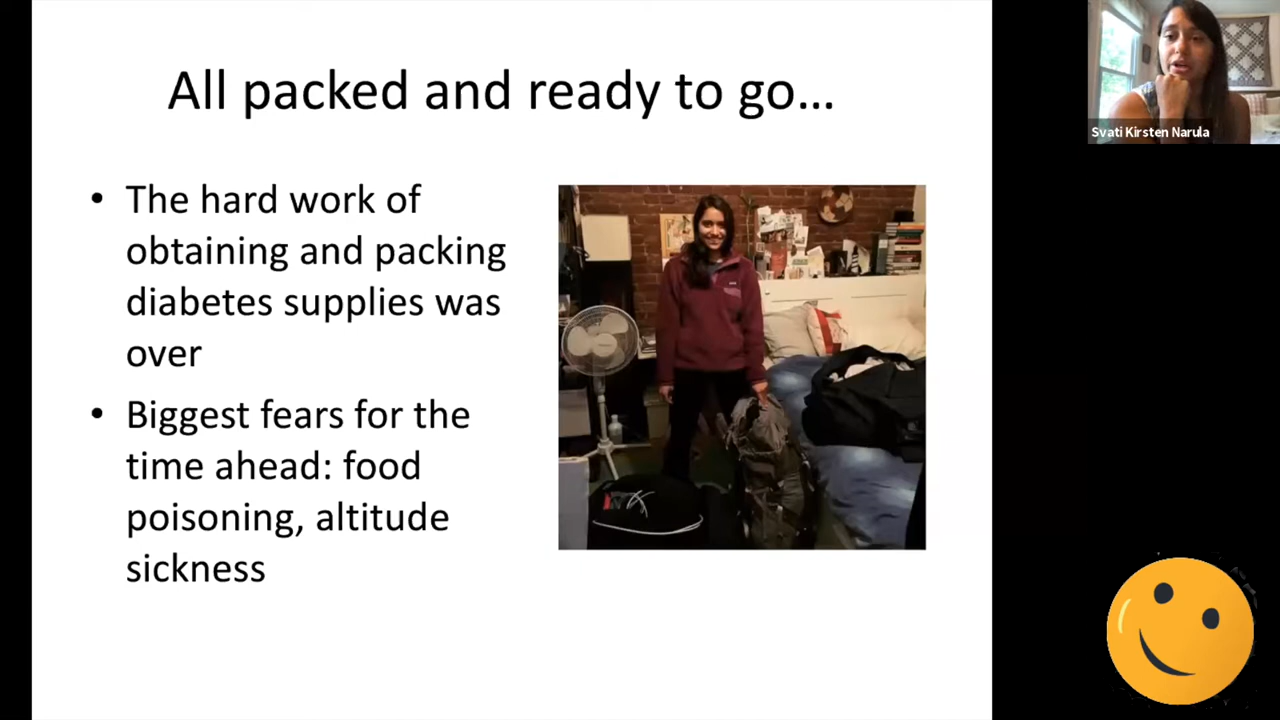 All packed and ready to go…
• The hard work of
obtaining and packing
diabetes supplies was
over
• Biggest fears for the
time ahead: food
poisoning, altitude
sickness
Svati Kirsten Narula